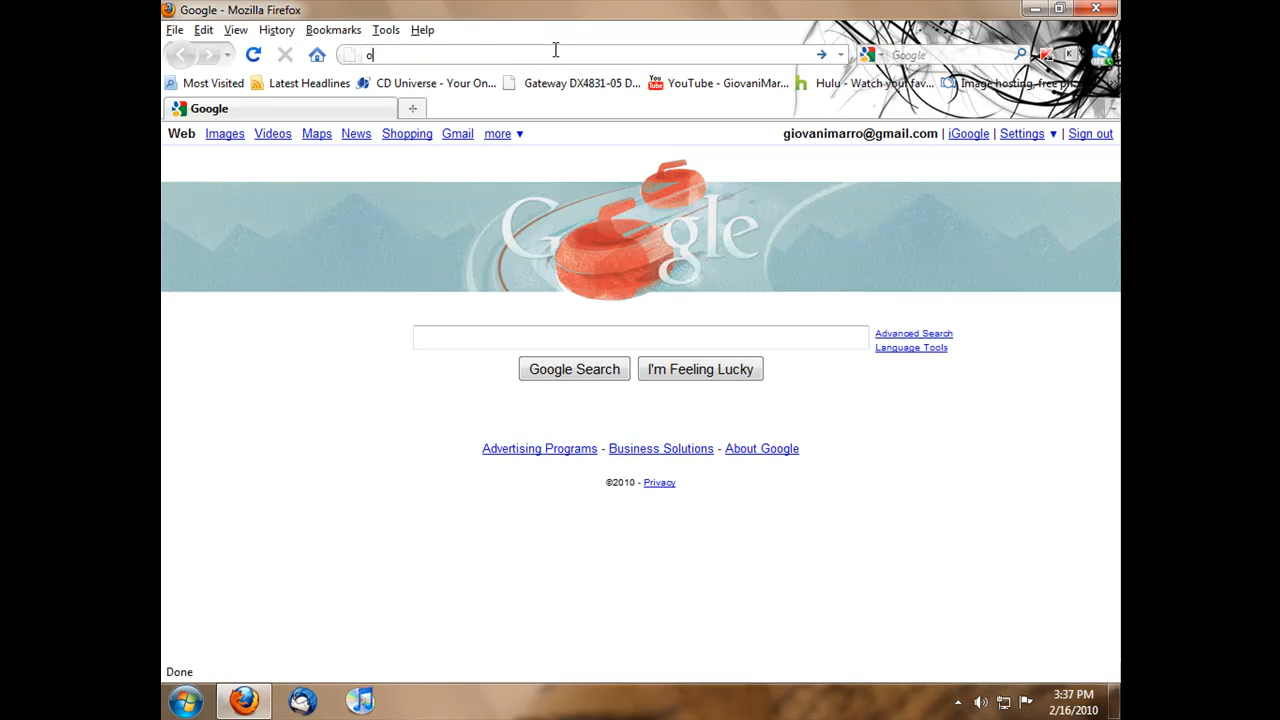 Google - Mozilla Firefox
File Edit View History Bookmarks Tools Help
o Google K
Most Visited Latest Headlines CD Universe - Your On... Gateway DX4831-05 D... You Tube YouTube - GiovaniMar... h Hulu - Watch your fav... Image hosting, free ph...
Google
Web Images Videos Maps News Shopping Gmail more ▼ giovanimarro@gmail.com | iGoogle | Settings ▼ | Sign out
Google
Advanced Search
Language Tools
Google Search I'm Feeling Lucky
Advertising Programs - Business Solutions - About Google
©2010 - Privacy
Done
3:37 PM
2/16/2010